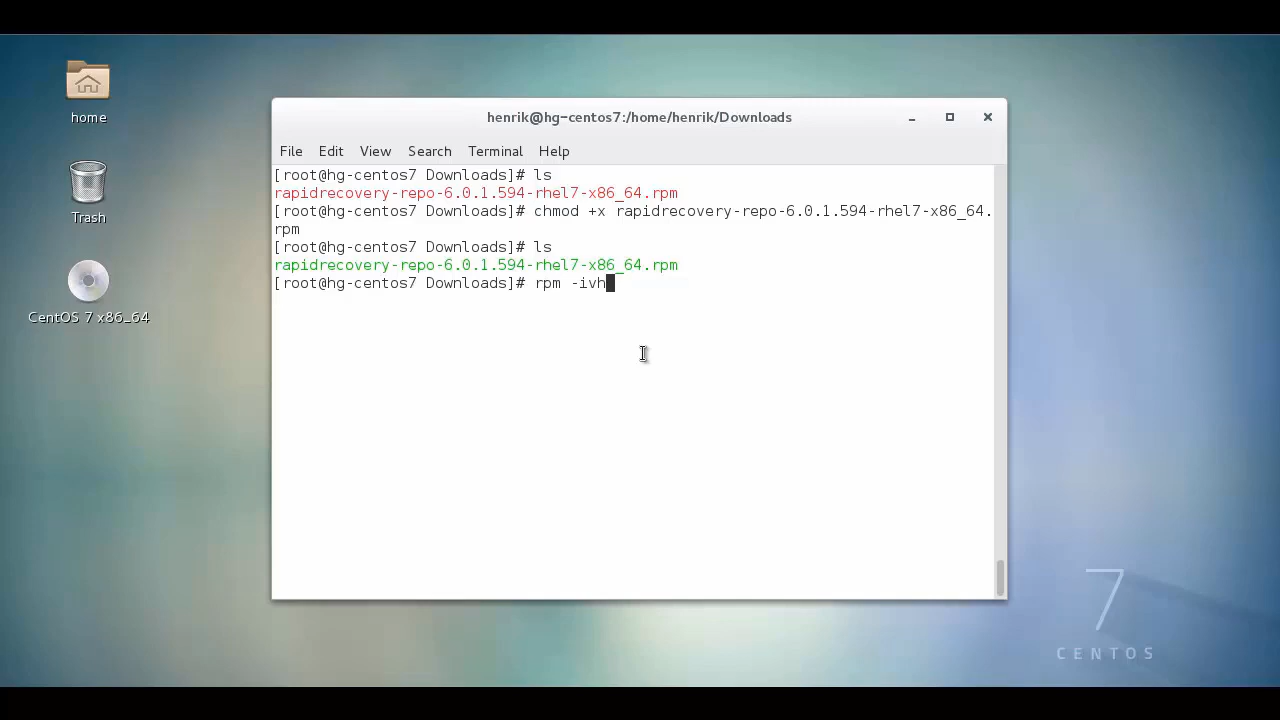 home
Trash
CentOS 7 x86_64
henrik@hg-centos7:/home/henrik/Downloads
File Edit View Search Terminal Help
[root@hg-centos7 Downloads]# ls
rapidrecovery-repo-6.0.1.594-rhel7-x86_64.rpm
[root@hg-centos7 Downloads]# chmod +x rapidrecovery-repo-6.0.1.594-rhel7-x86_64.
rpm
[root@hg-centos7 Downloads]# ls
rapidrecovery-repo-6.0.1.594-rhel7-x86_64.rpm
[root@hg-centos7 Downloads]# rpm -ivh
7
CENTOS